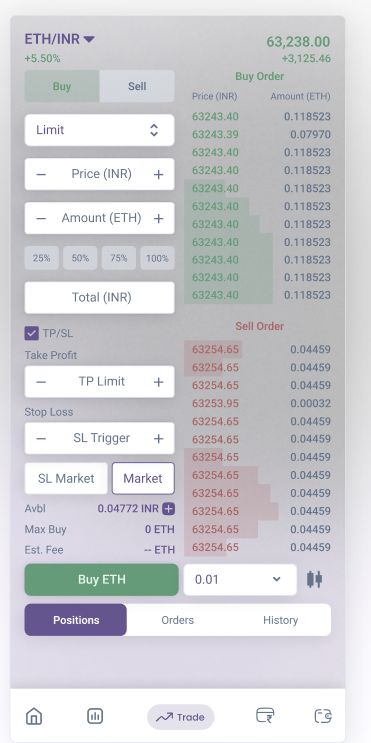 ETH/INR
63,238.00
+5.50%
+3,125.46
Buy
Sell
Limit
− Price (INR) +
− Amount (ETH) +
25% 50% 75% 100%
Total (INR)
TP/SL
Take Profit
− TP Limit +
Stop Loss
− SL Trigger +
SL Market
Market
Avbl 0.04772 INR
Max Buy 0 ETH
Est. Fee -- ETH
Buy Order
Price (INR) Amount (ETH)
63243.40 0.118523
63243.39 0.07970
63243.40 0.118523
63243.40 0.118523
63243.40 0.118523
63243.40 0.118523
63243.40 0.118523
63243.40 0.118523
63243.40 0.118523
63243.40 0.118523
63243.40 0.118523
Sell Order
63254.65 0.04459
63254.65 0.04459
63254.65 0.04459
63253.95 0.00032
63254.65 0.04459
63254.65 0.04459
63254.65 0.04459
63254.65 0.04459
63254.65 0.04459
63254.65 0.04459
63254.65 0.04459
63254.65 0.04459
Buy ETH
0.01
Positions Orders History
Trade